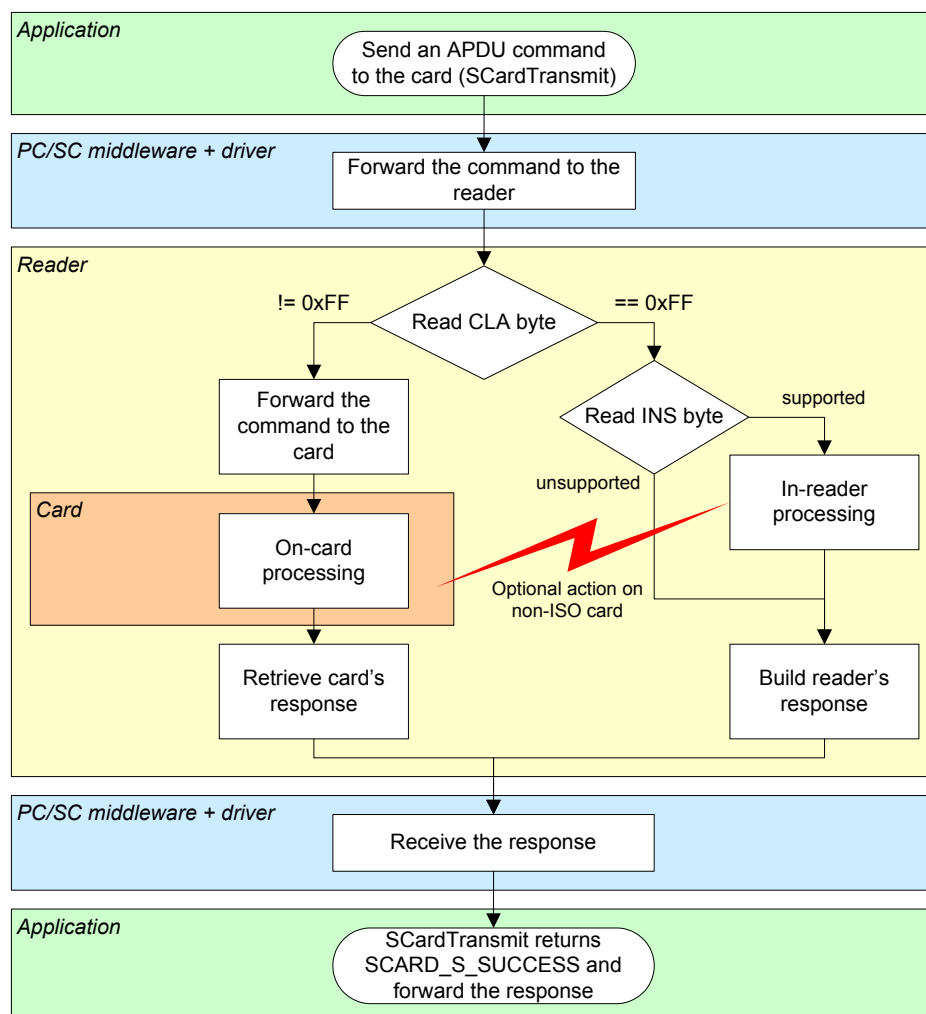 Application
Send an APDU command
to the card (SCardTransmit)
PC/SC middleware + driver
Forward the command to the
reader
Reader
!= 0xFF
== 0xFF
Read CLA byte
Forward the
command to the
card
Read INS byte
supported
unsupported
In-reader
processing
Card
On-card
processing
Optional action on
non-ISO card
Retrieve card's
response
Build reader's
response
PC/SC middleware + driver
Receive the response
Application
SCardTransmit returns
SCARD_S_SUCCESS and
forward the response